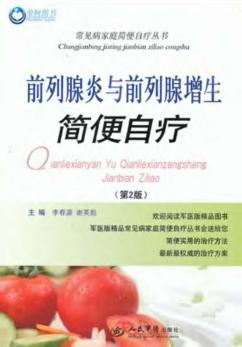 常见病家庭简便自疗丛书
Changjianbing jiating jianbian ziliao congshu
前列腺炎与前列腺增生
简便自疗
Qianliexianyan Yu Qianliexianzengsheng
Jianbian Ziliao
(第2版)
主编 李春源 谢英彪
欢迎阅读军医版精品图书
军医版精品常见病家庭简便自疗丛书会送给您
简便实用的治疗方法
最新最权威的治疗方案
人民军医出版社